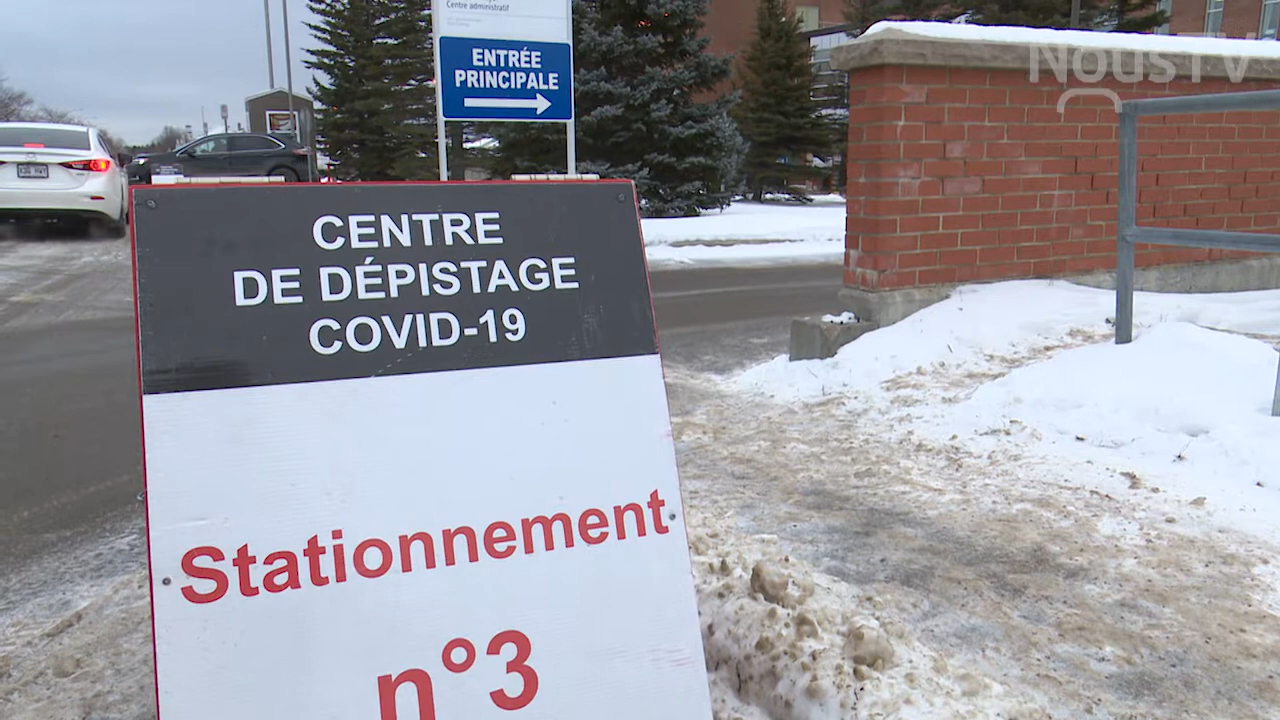 Centre administratif
ENTRÉE
PRINCIPALE
NousTV
CENTRE
DE DÉPISTAGE
COVID-19
Stationnement
n°3